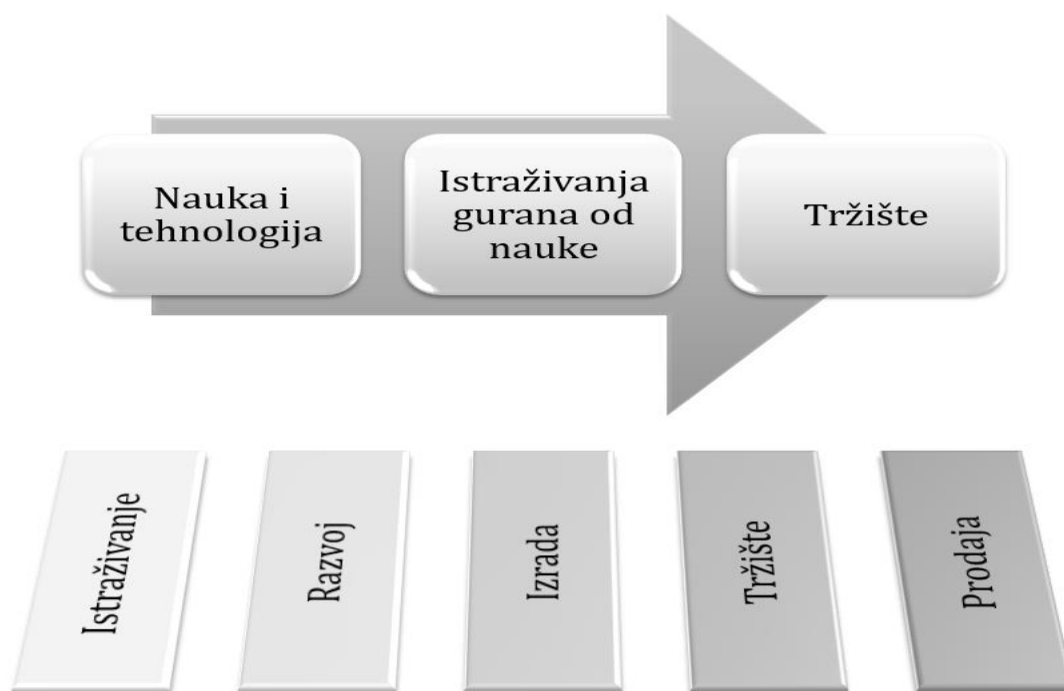 Nauka i
tehnologija
Istraživanja
gurana od
nauke
Tržište
Istraživanje
Razvoj
Izrada
Tržište
Prodaja